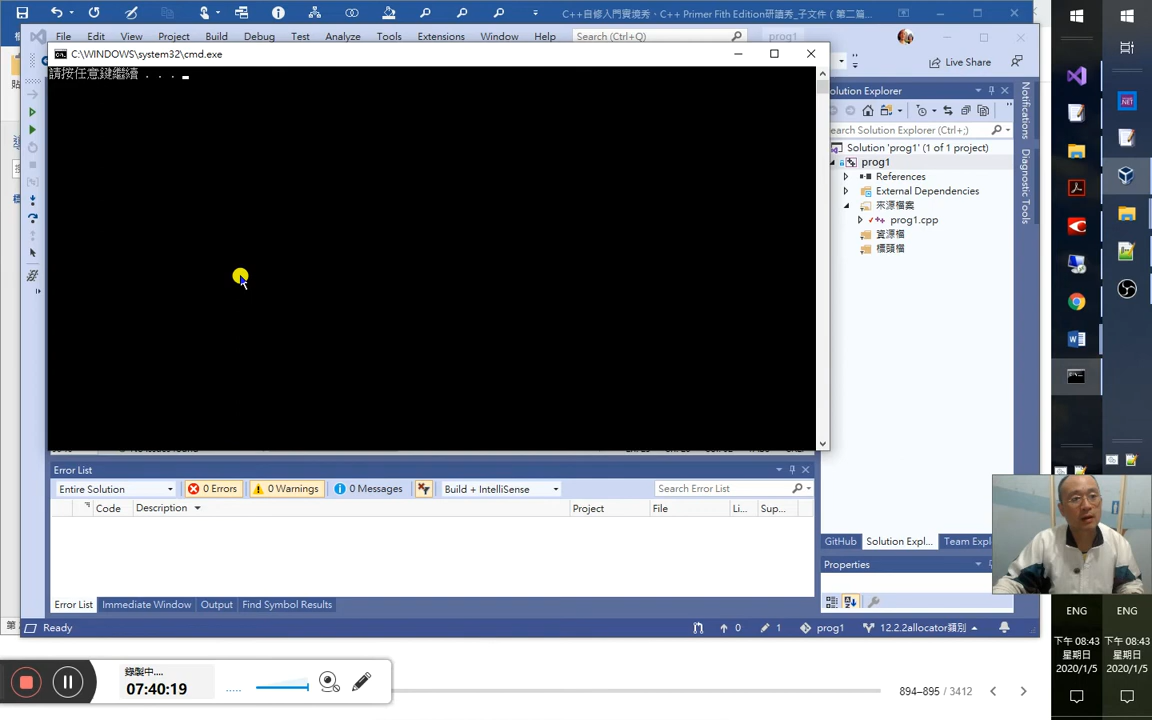 C++自修入門實境秀、C++ Primer Fifth Edition研讀秀_子文件（第二篇...
File Edit View Project Build Debug Test Analyze Tools Extensions Window Help Search (Ctrl+Q) prog1
C:\WINDOWS\system32\cmd.exe
Live Share
請按任意鍵繼續 . . .
Solution Explorer
Search Solution Explorer (Ctrl+;)
Solution 'prog1' (1 of 1 project)
prog1
References
External Dependencies
來源檔案
prog1.cpp
資源檔
標頭檔
Notifications
Diagnostic Tools
Error List
Entire Solution 0 Errors 0 Warnings 0 Messages Build + IntelliSense Search Error List
Code Description Project File Li... Sup...
GitHub Solution Expl... Team Expl
Properties
Error List Immediate Window Output Find Symbol Results
Ready 0 1 prog1 12.2.2allocator類別
ENG ENG
下午 08:43 下午 08:43
星期日 星期日
2020/1/5 2020/1/5
錄製中....
07:40:19
894–895 / 3412